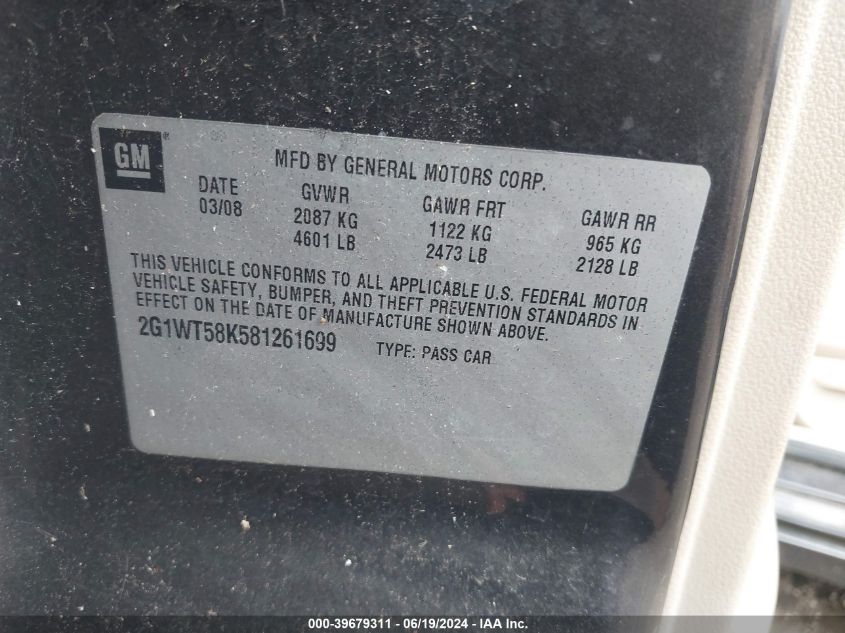 GM ®
MFD BY GENERAL MOTORS CORP.
DATE GVWR GAWR FRT GAWR RR
03/08 2087 KG 1122 KG 965 KG
4601 LB 2473 LB 2128 LB
THIS VEHICLE CONFORMS TO ALL APPLICABLE U.S. FEDERAL MOTOR
VEHICLE SAFETY, BUMPER, AND THEFT PREVENTION STANDARDS IN
EFFECT ON THE DATE OF MANUFACTURE SHOWN ABOVE.
2G1WT58K581261699 TYPE: PASS CAR
000-39679311 - 06/19/2024 - IAA Inc.